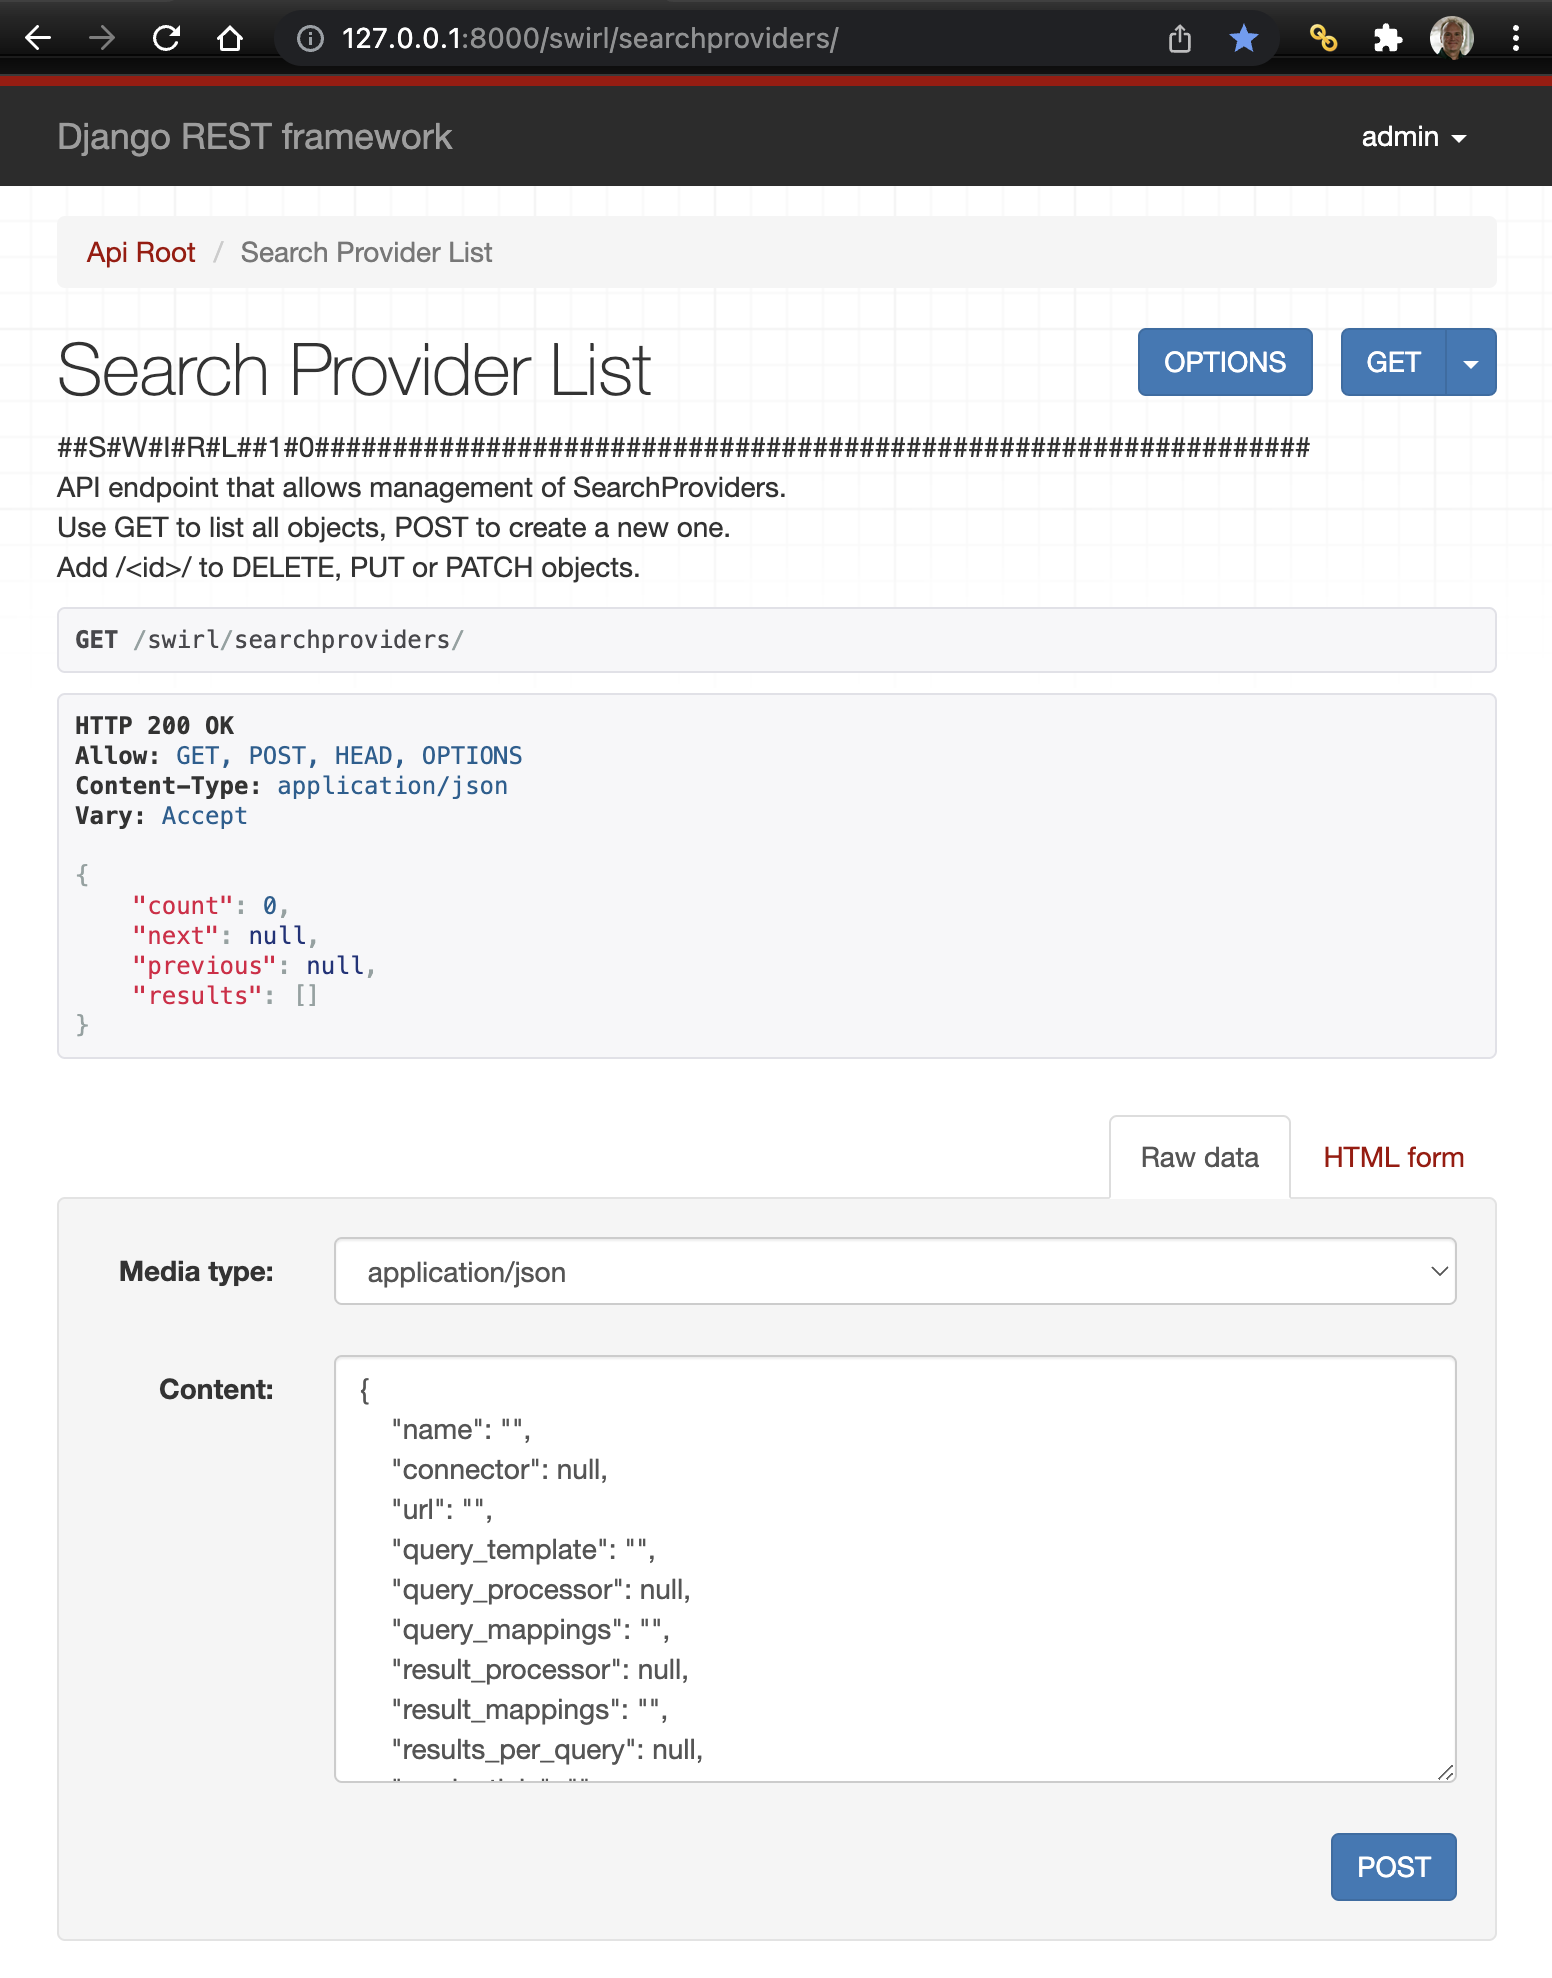 127.0.0.1:8000/swirl/searchproviders/
Django REST framework
admin
Api Root / Search Provider List
Search Provider List
OPTIONS
GET
##S#W#I#R#L##1#0################################################################
API endpoint that allows management of SearchProviders.
Use GET to list all objects, POST to create a new one.
Add /<id>/ to DELETE, PUT or PATCH objects.
GET /swirl/searchproviders/
HTTP 200 OK
Allow: GET, POST, HEAD, OPTIONS
Content-Type: application/json
Vary: Accept
{
    "count": 0,
    "next": null,
    "previous": null,
    "results": []
}
Raw data
HTML form
Media type:
application/json
Content:
{
    "name": "",
    "connector": null,
    "url": "",
    "query_template": "",
    "query_processor": null,
    "query_mappings": "",
    "result_processor": null,
    "result_mappings": "",
    "results_per_query": null,
POST